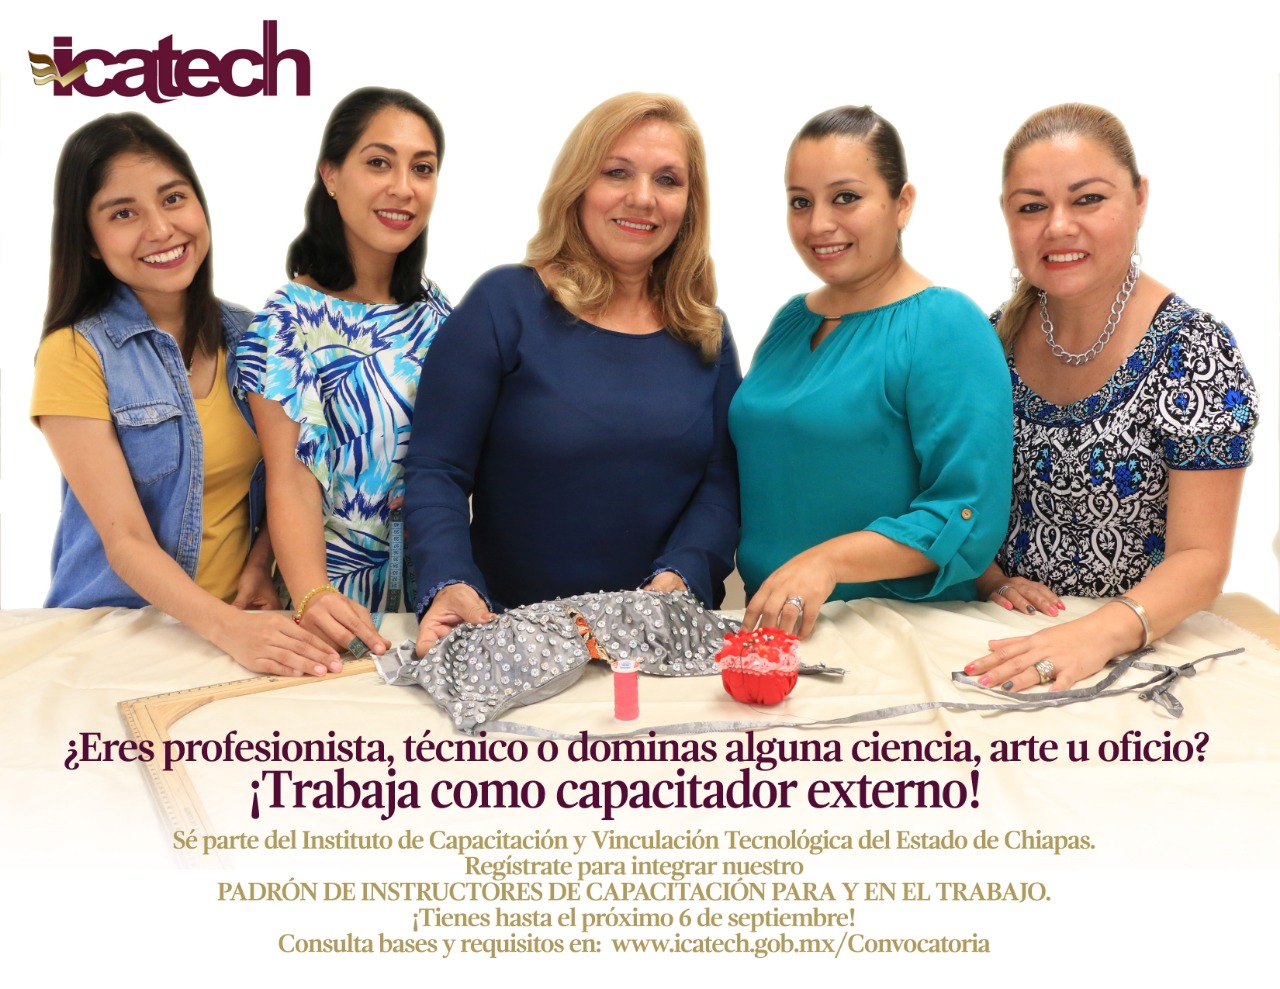 icatech
¿Eres profesionista, técnico o dominas alguna ciencia, arte u oficio?
¡Trabaja como capacitador externo!
Sé parte del Instituto de Capacitación y Vinculación Tecnológica del Estado de Chiapas.
Regístrate para integrar nuestro
PADRÓN DE INSTRUCTORES DE CAPACITACIÓN PARA Y EN EL TRABAJO.
¡Tienes hasta el próximo 6 de septiembre!
Consulta bases y requisitos en: www.icatech.gob.mx/Convocatoria